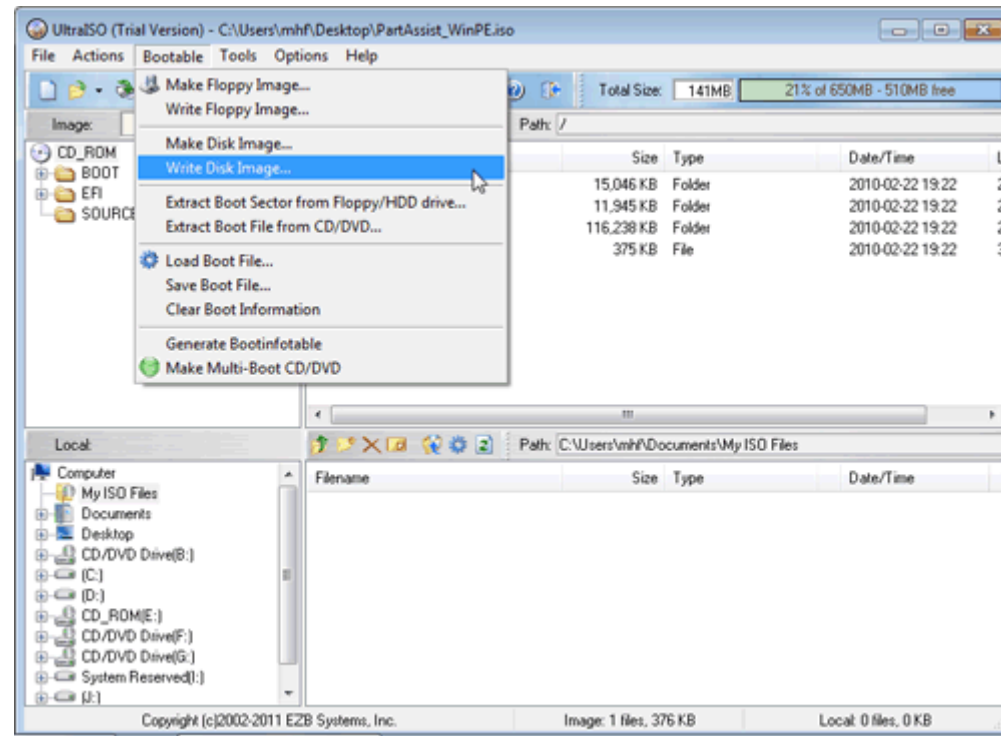 UltraISO (Trial Version) - C:\Users\mhf\Desktop\PartAssist_WinPE.iso
File Actions Bootable Tools Options Help
Total Size: 141MB 21% of 650MB - 510MB free
Image: Path: /
Make Floppy Image...
Write Floppy Image...
Make Disk Image...
Write Disk Image...
Extract Boot Sector from Floppy/HDD drive...
Extract Boot File from CD/DVD...
Load Boot File...
Save Boot File...
Clear Boot Information
Generate Bootinfotable
Make Multi-Boot CD/DVD
CD_ROM
BOOT
EFI
SOURCE
Size Type Date/Time
15,046 KB Folder 2010-02-22 19:22
11,945 KB Folder 2010-02-22 19:22
116,238 KB Folder 2010-02-22 19:22
375 KB File 2010-02-22 19:22
Local: Path: C:\Users\mhf\Documents\My ISO Files
Computer
My ISO Files
Documents
Desktop
CD/DVD Drive(B:)
(C:)
(D:)
CD_ROM(E:)
CD/DVD Drive(F:)
CD/DVD Drive(G:)
System Reserved(I:)
(J:)
Filename Size Type Date/Time
Copyright (c)2002-2011 EZB Systems, Inc. Image: 1 files, 376 KB Local: 0 files, 0 KB